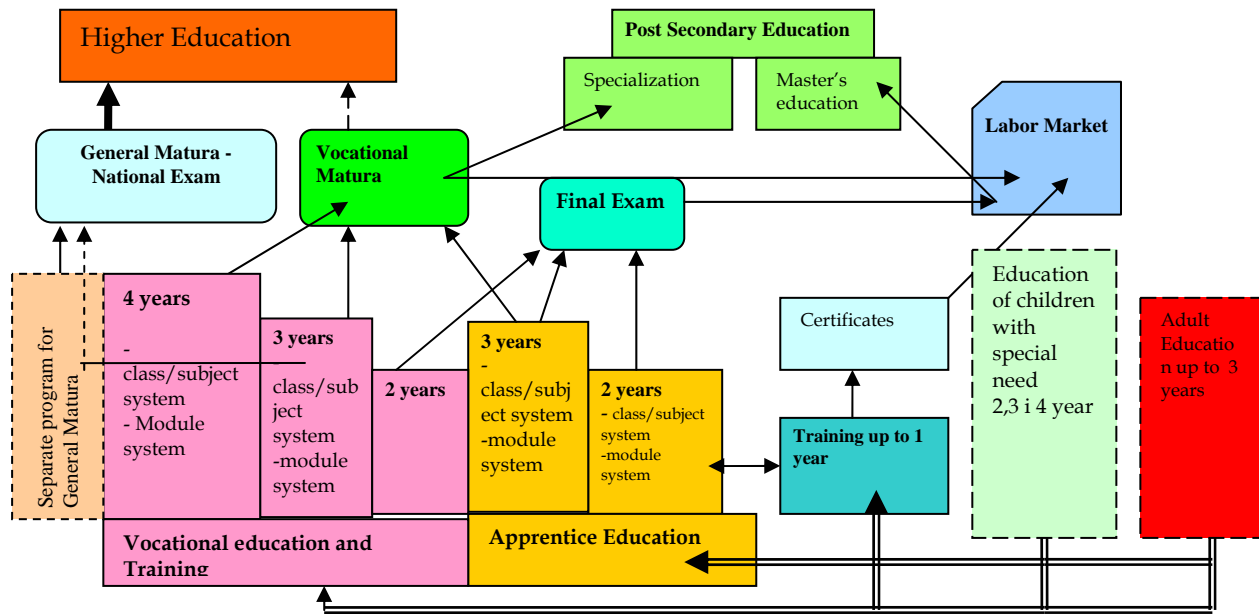 Higher Education
Post Secondary Education
Specialization
Master's
education
Labor Market
General Matura -
National Exam
Vocational
Matura
Final Exam
Separate program for
General Matura
4 years
-
class/subject
system
- Module
system
3 years
-
class/sub
ject
system
-module
system
2 years
3 years
-
class/subj
ect system
-module
system
2 years
- class/subject
system
-module
system
Certificates
Training up to 1
year
Education
of children
with
special
need
2,3 i 4 year
Adult
Educatio
n up to 3
years
Vocational education and
Training
Apprentice Education